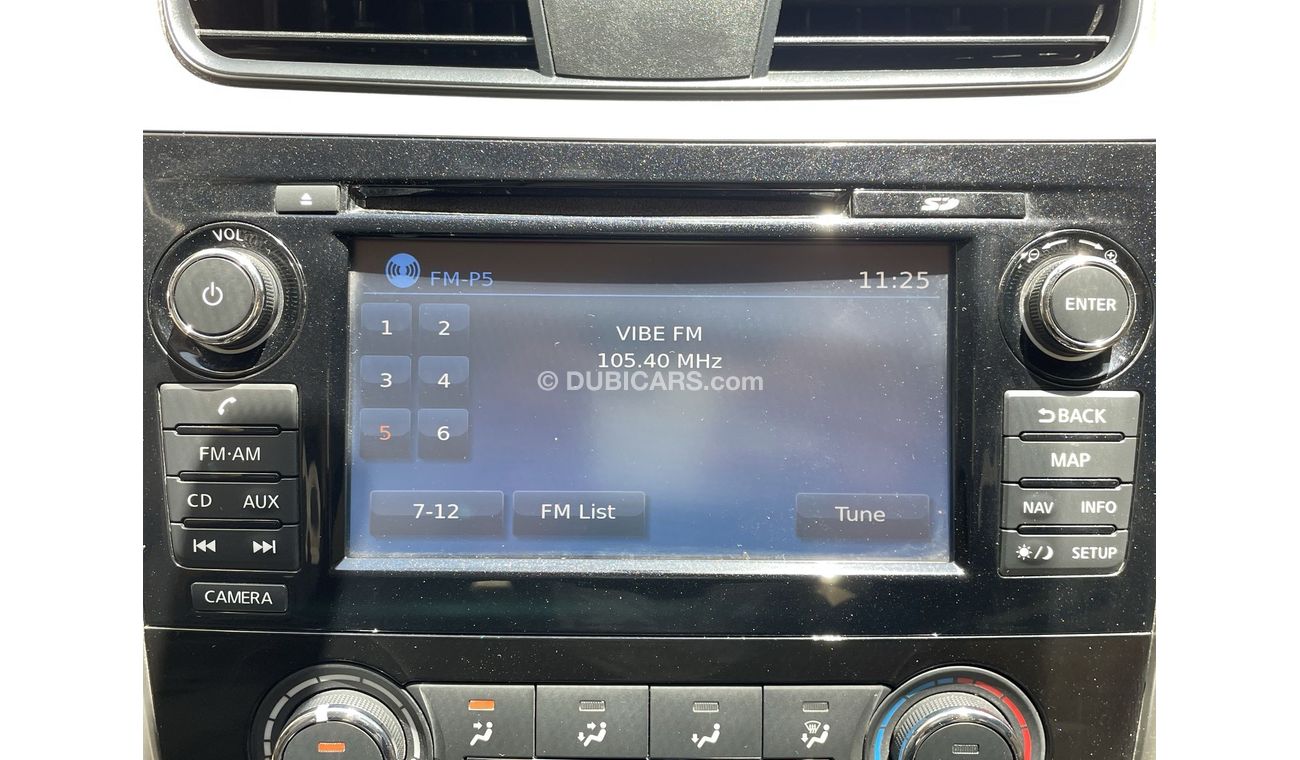 SD
VOL
FM-P5
11:25
ENTER
1 2
VIBE FM
105.40 MHz
3 4
© DUBICARS.com
5 6
BACK
FM·AM
MAP
CD AUX
NAV INFO
7-12 FM List Tune
SETUP
CAMERA